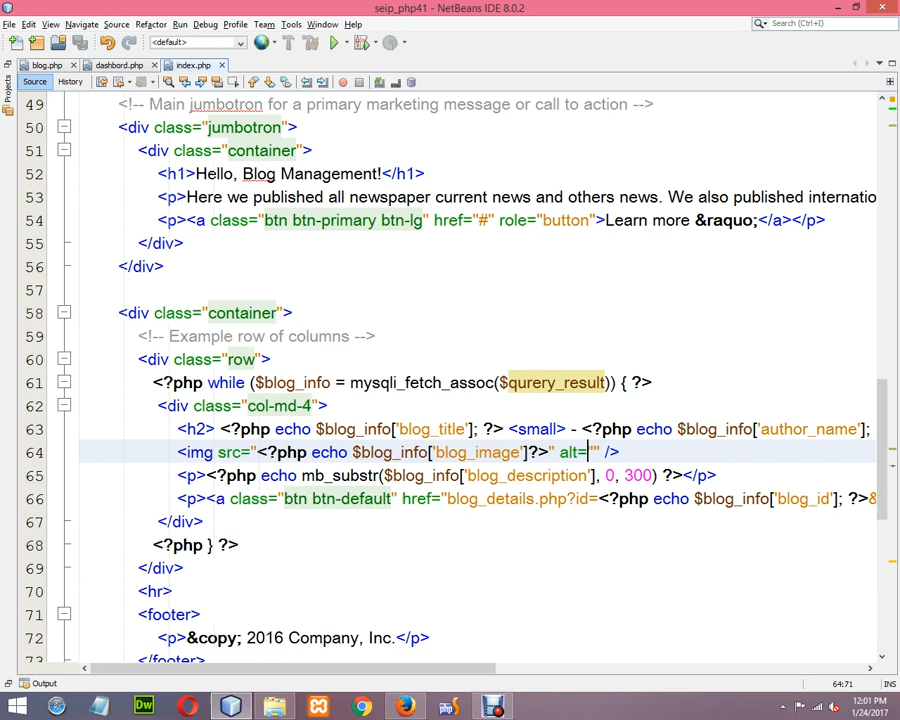 seip_php41 - NetBeans IDE 8.0.2
File Edit View Navigate Source Refactor Run Debug Profile Team Tools Window Help
Search (Ctrl+I)
<default>
blog.php dashbord.php index.php
Source History
Projects
49 <!-- Main jumbotron for a primary marketing message or call to action -->
50 <div class="jumbotron">
51 <div class="container">
52 <h1>Hello, Blog Management!</h1>
53 <p>Here we published all newspaper current news and others news. We also published internatio
54 <p><a class="btn btn-primary btn-lg" href="#" role="button">Learn more &raquo;</a></p>
55 </div>
56 </div>
57
58 <div class="container">
59 <!-- Example row of columns -->
60 <div class="row">
61 <?php while ($blog_info = mysqli_fetch_assoc($qurery_result)) { ?>
62 <div class="col-md-4">
63 <h2> <?php echo $blog_info['blog_title']; ?> <small> - <?php echo $blog_info['author_name'];
64 <img src="<?php echo $blog_info['blog_image']?>" alt="" />
65 <p><?php echo mb_substr($blog_info['blog_description'], 0, 300) ?></p>
66 <p><a class="btn btn-default" href="blog_details.php?id=<?php echo $blog_info['blog_id']; ?>&
67 </div>
68 <?php } ?>
69 </div>
70 <hr>
71 <footer>
72 <p>&copy; 2016 Company, Inc.</p>
73 </footer>
Output
64:71 INS
12:01 PM
1/24/2017